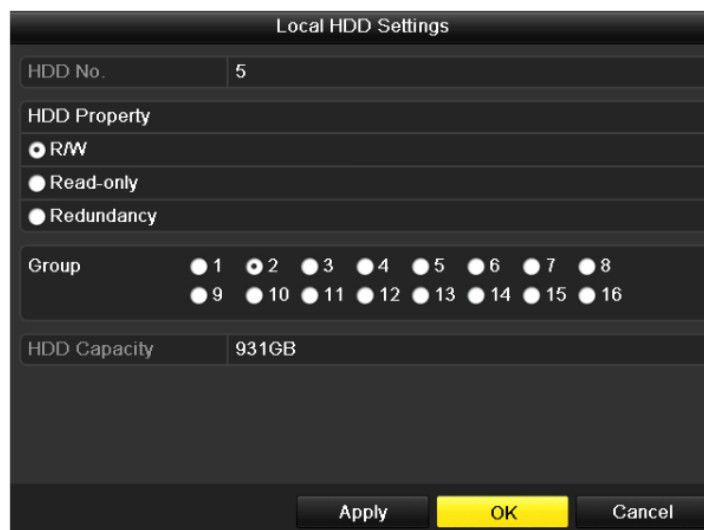 Local HDD Settings
HDD No. 5
HDD Property
R/W
Read-only
Redundancy
Group 1 2 3 4 5 6 7 8
9 10 11 12 13 14 15 16
HDD Capacity 931GB
Apply OK Cancel